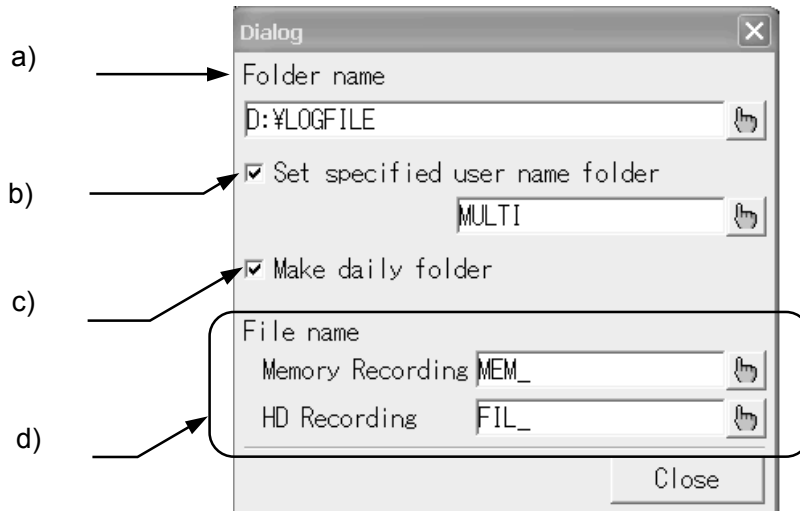 Dialog
a)
Folder name
D:¥LOGFILE
b)
Set specified user name folder
MULTI
c)
Make daily folder
File name
Memory Recording MEM_
d)
HD Recording FIL_
Close